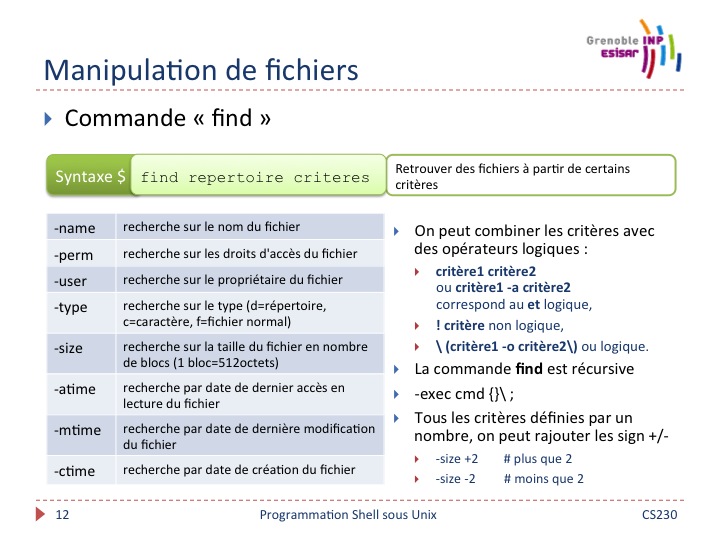 Grenoble INP
ESISAR
Manipulation de fichiers
Commande « find »
Syntaxe $
find repertoire criteres
Retrouver des fichiers à partir de certains
critères
-name recherche sur le nom du fichier
-perm recherche sur les droits d'accès du fichier
-user recherche sur le propriétaire du fichier
-type recherche sur le type (d=répertoire,
c=caractère, f=fichier normal)
-size recherche sur la taille du fichier en nombre
de blocs (1 bloc=512octets)
-atime recherche par date de dernier accès en
lecture du fichier
-mtime recherche par date de dernière modification
du fichier
-ctime recherche par date de création du fichier
On peut combiner les critères avec
des opérateurs logiques :
critère1 critère2
ou critère1 -a critère2
correspond au et logique,
! critère non logique,
\ (critère1 -o critère2\) ou logique.
La commande find est récursive
-exec cmd {}\ ;
Tous les critères définies par un
nombre, on peut rajouter les sign +/-
-size +2 # plus que 2
-size -2 # moins que 2
12
Programmation Shell sous Unix
CS230